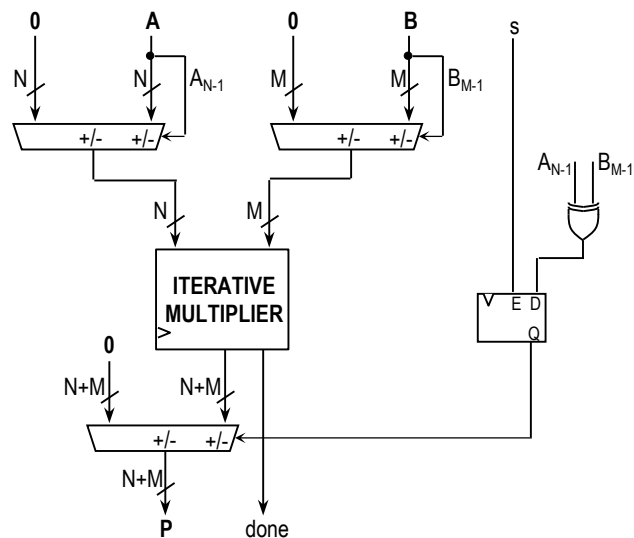 0 A 0 B s
N N A_{N-1} M M B_{M-1}
+/- +/- +/- +/-
A_{N-1} B_{M-1}
N M
ITERATIVE
MULTIPLIER
E D
Q
0
N+M N+M
+/- +/-
N+M
P done